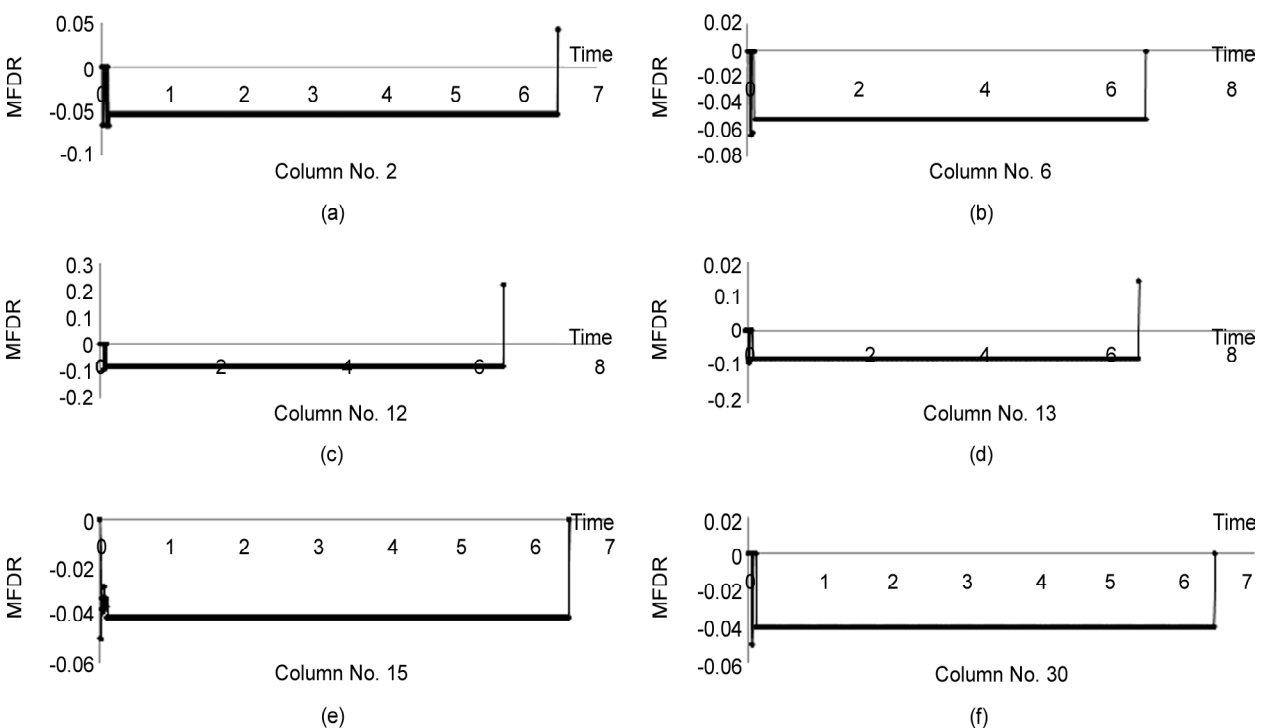 0.05
0
-0.05
-0.1
MFDR
Time
0 1 2 3 4 5 6 7
Column No. 2
(a)
0.02
0
-0.02
-0.04
-0.06
-0.08
MFDR
Time
0 2 4 6 8
Column No. 6
(b)
0.3
0.2
0.1
0
-0.1
-0.2
MFDR
Time
0 2 4 6 8
Column No. 12
(c)
0.02
0.1
0
-0.1
-0.2
MFDR
Time
0 2 4 6 8
Column No. 13
(d)
0
-0.02
-0.04
-0.06
MFDR
Time
0 1 2 3 4 5 6 7
Column No. 15
(e)
0.02
0
-0.02
-0.04
-0.06
MFDR
Time
0 1 2 3 4 5 6 7
Column No. 30
(f)